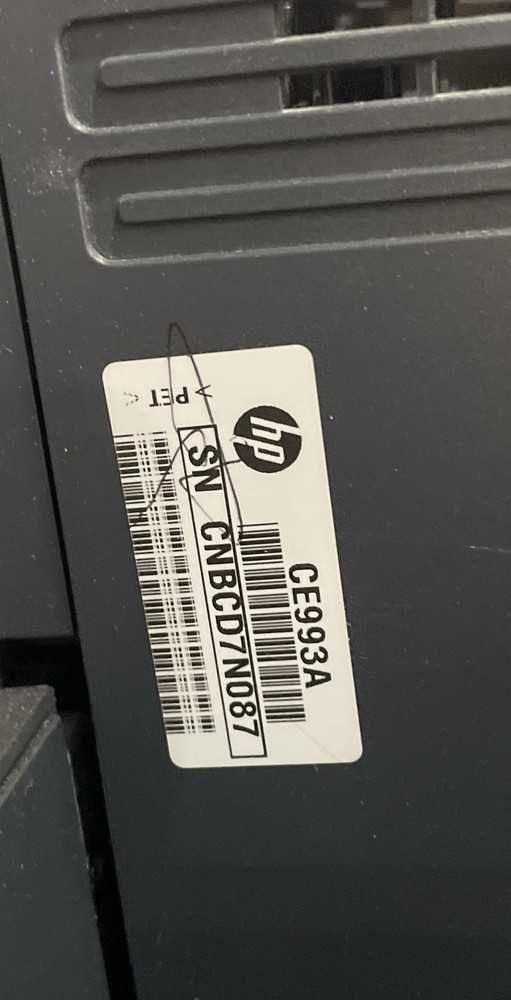 hp
CE993A
SN CNBCD7N087
>PET<